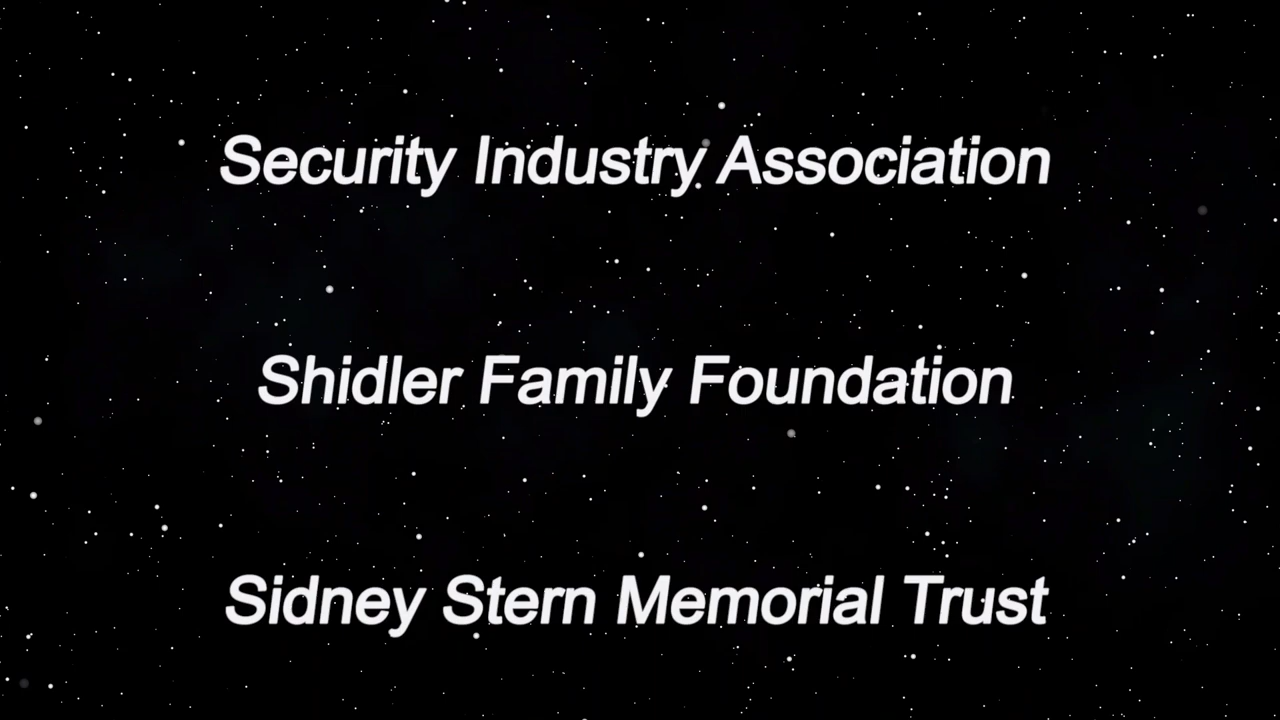 Security Industry Association
Shidler Family Foundation
Sidney Stern Memorial Trust